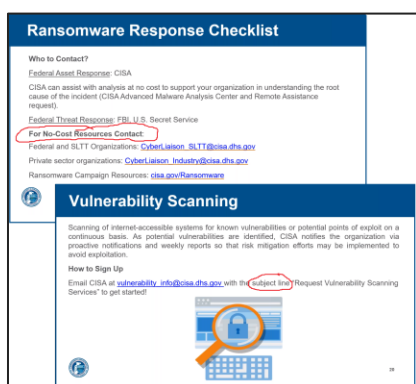 Ransomware Response Checklist
Who to Contact?
Federal Asset Response: CISA
CISA can assist with analysis at no cost to support your organization in understanding the root
cause of the incident (CISA Advanced Malware Analysis Center and Remote Assistance
request).
Federal Threat Response: FBI, U.S. Secret Service
For No-Cost Resources Contact:
Federal and SLTT Organizations: CyberLiaison_SLTT@cisa.dhs.gov
Private sector organizations: CyberLiaison_Industry@cisa.dhs.gov
Ransomware Campaign Resources: cisa.gov/Ransomware
Vulnerability Scanning
Scanning of internet-accessible systems for known vulnerabilities or potential points of exploit on a
continuous basis. As potential vulnerabilities are identified, CISA notifies the organization via
proactive notifications and weekly reports so that risk mitigation efforts may be implemented to
avoid exploitation.
How to Sign Up
Email CISA at vulnerability_info@cisa.dhs.gov with the subject line "Request Vulnerability Scanning
Services" to get started!